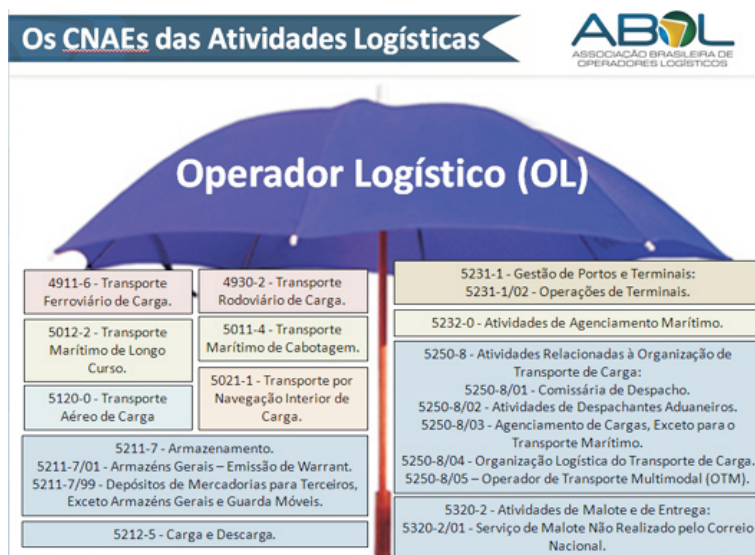 Os CNAEs das Atividades Logísticas
ABOL
ASSOCIAÇÃO BRASILEIRA DE
OPERADORES LOGÍSTICOS
Operador Logístico (OL)
4911-6 - Transporte
Ferroviário de Carga.
4930-2 - Transporte
Rodoviário de Carga.
5012-2 - Transporte
Marítimo de Longo
Curso.
5011-4 - Transporte
Marítimo de Cabotagem.
5120-0 - Transporte
Aéreo de Carga
5021-1 - Transporte por
Navegação Interior de
Carga.
5211-7 - Armazenamento.
5211-7/01 - Armazéns Gerais – Emissão de Warrant.
5211-7/99 - Depósitos de Mercadorias para Terceiros,
Exceto Armazéns Gerais e Guarda Móveis.
5212-5 - Carga e Descarga.
5231-1 - Gestão de Portos e Terminais:
5231-1/02 - Operações de Terminais.
5232-0 - Atividades de Agenciamento Marítimo.
5250-8 - Atividades Relacionadas à Organização de
Transporte de Carga:
5250-8/01 - Comissária de Despacho.
5250-8/02 - Atividades de Despachantes Aduaneiros.
5250-8/03 - Agenciamento de Cargas, Exceto para o
Transporte Marítimo.
5250-8/04 - Organização Logística do Transporte de Carga.
5250-8/05 – Operador de Transporte Multimodal (OTM).
5320-2 - Atividades de Malote e de Entrega:
5320-2/01 - Serviço de Malote Não Realizado pelo Correio
Nacional.